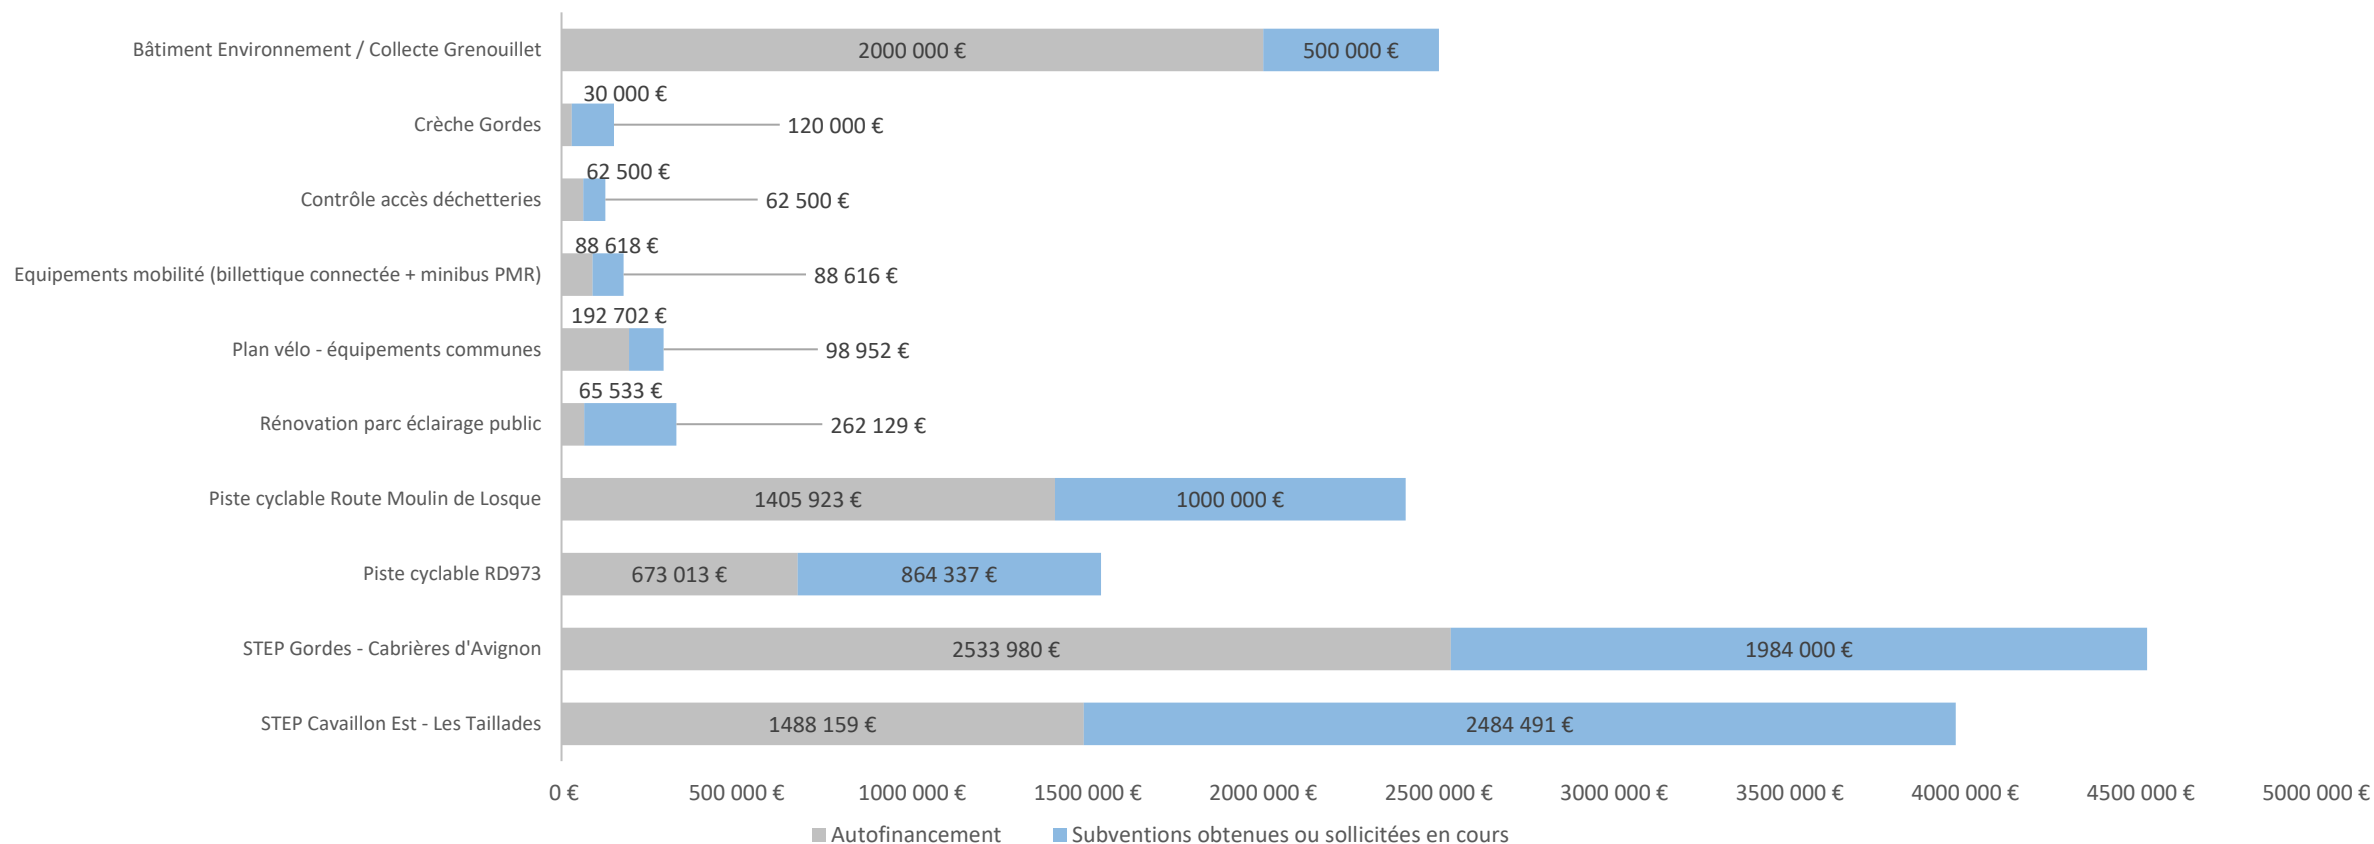 Bâtiment Environnement / Collecte Grenouillet
2000 000 €
500 000 €
30 000 €
Crèche Gordes
120 000 €
62 500 €
Contrôle accès déchetteries
62 500 €
88 618 €
Equipements mobilité (billettique connectée + minibus PMR)
88 616 €
192 702 €
Plan vélo - équipements communes
98 952 €
65 533 €
Rénovation parc éclairage public
262 129 €
Piste cyclable Route Moulin de Losque
1405 923 €
1000 000 €
Piste cyclable RD973
673 013 €
864 337 €
STEP Gordes - Cabrières d'Avignon
2533 980 €
1984 000 €
STEP Cavaillon Est - Les Taillades
1488 159 €
2484 491 €
0 €
500 000 €
1000 000 €
1500 000 €
2000 000 €
2500 000 €
3000 000 €
3500 000 €
4000 000 €
4500 000 €
5000 000 €
Autofinancement
Subventions obtenues ou sollicitées en cours